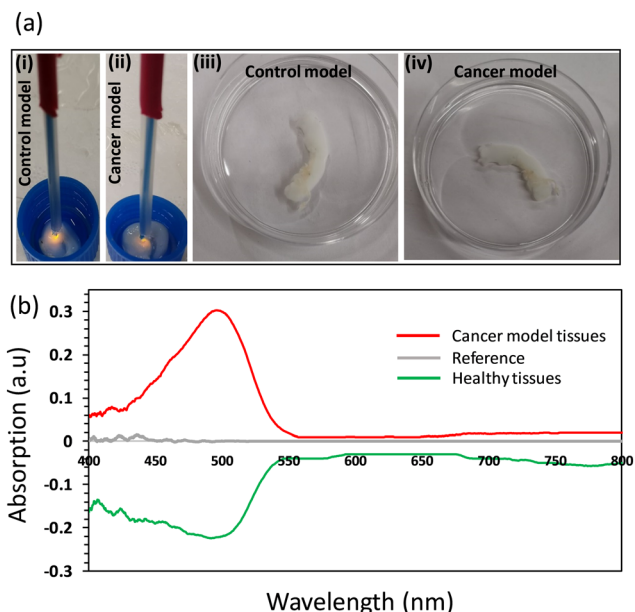 (a)
(i)
Control model
(ii)
Cancer model
(iii)
Control model
(iv)
Cancer model
(b)
Absorption (a.u)
0.3
0.2
0.1
0
-0.1
-0.2
-0.3
Cancer model tissues
Reference
Healthy tissues
400 450 500 550 600 650 700 750 800
Wavelength (nm)